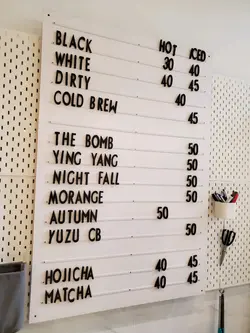 HOT ICED
BLACK 30 40
WHITE 40 45
DIRTY 40
COLD BREW 45
THE BOMB 50
YING YANG 50
NIGHT FALL 50
MORANGE 50
AUTUMN 50
YUZU CB 50
HOJICHA 40 45
MATCHA 40 45